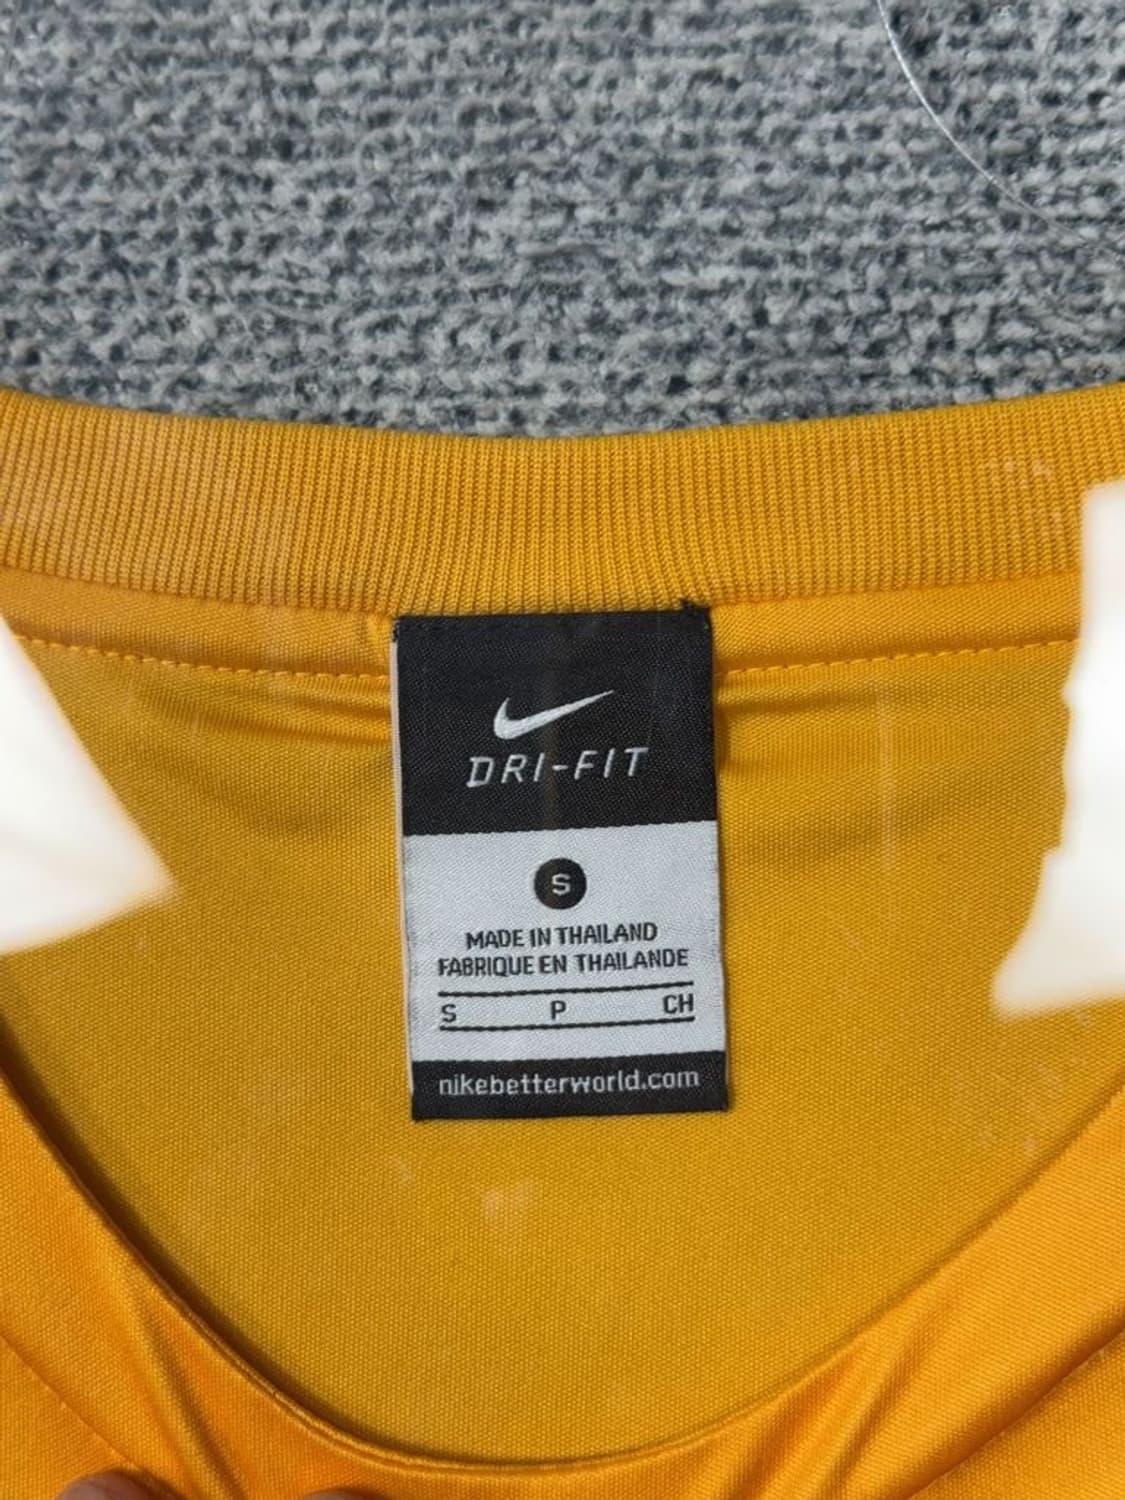 DRI-FIT
S
MADE IN THAILAND
FABRIQUE EN THAILANDE
S P CH
nikebetterworld.com